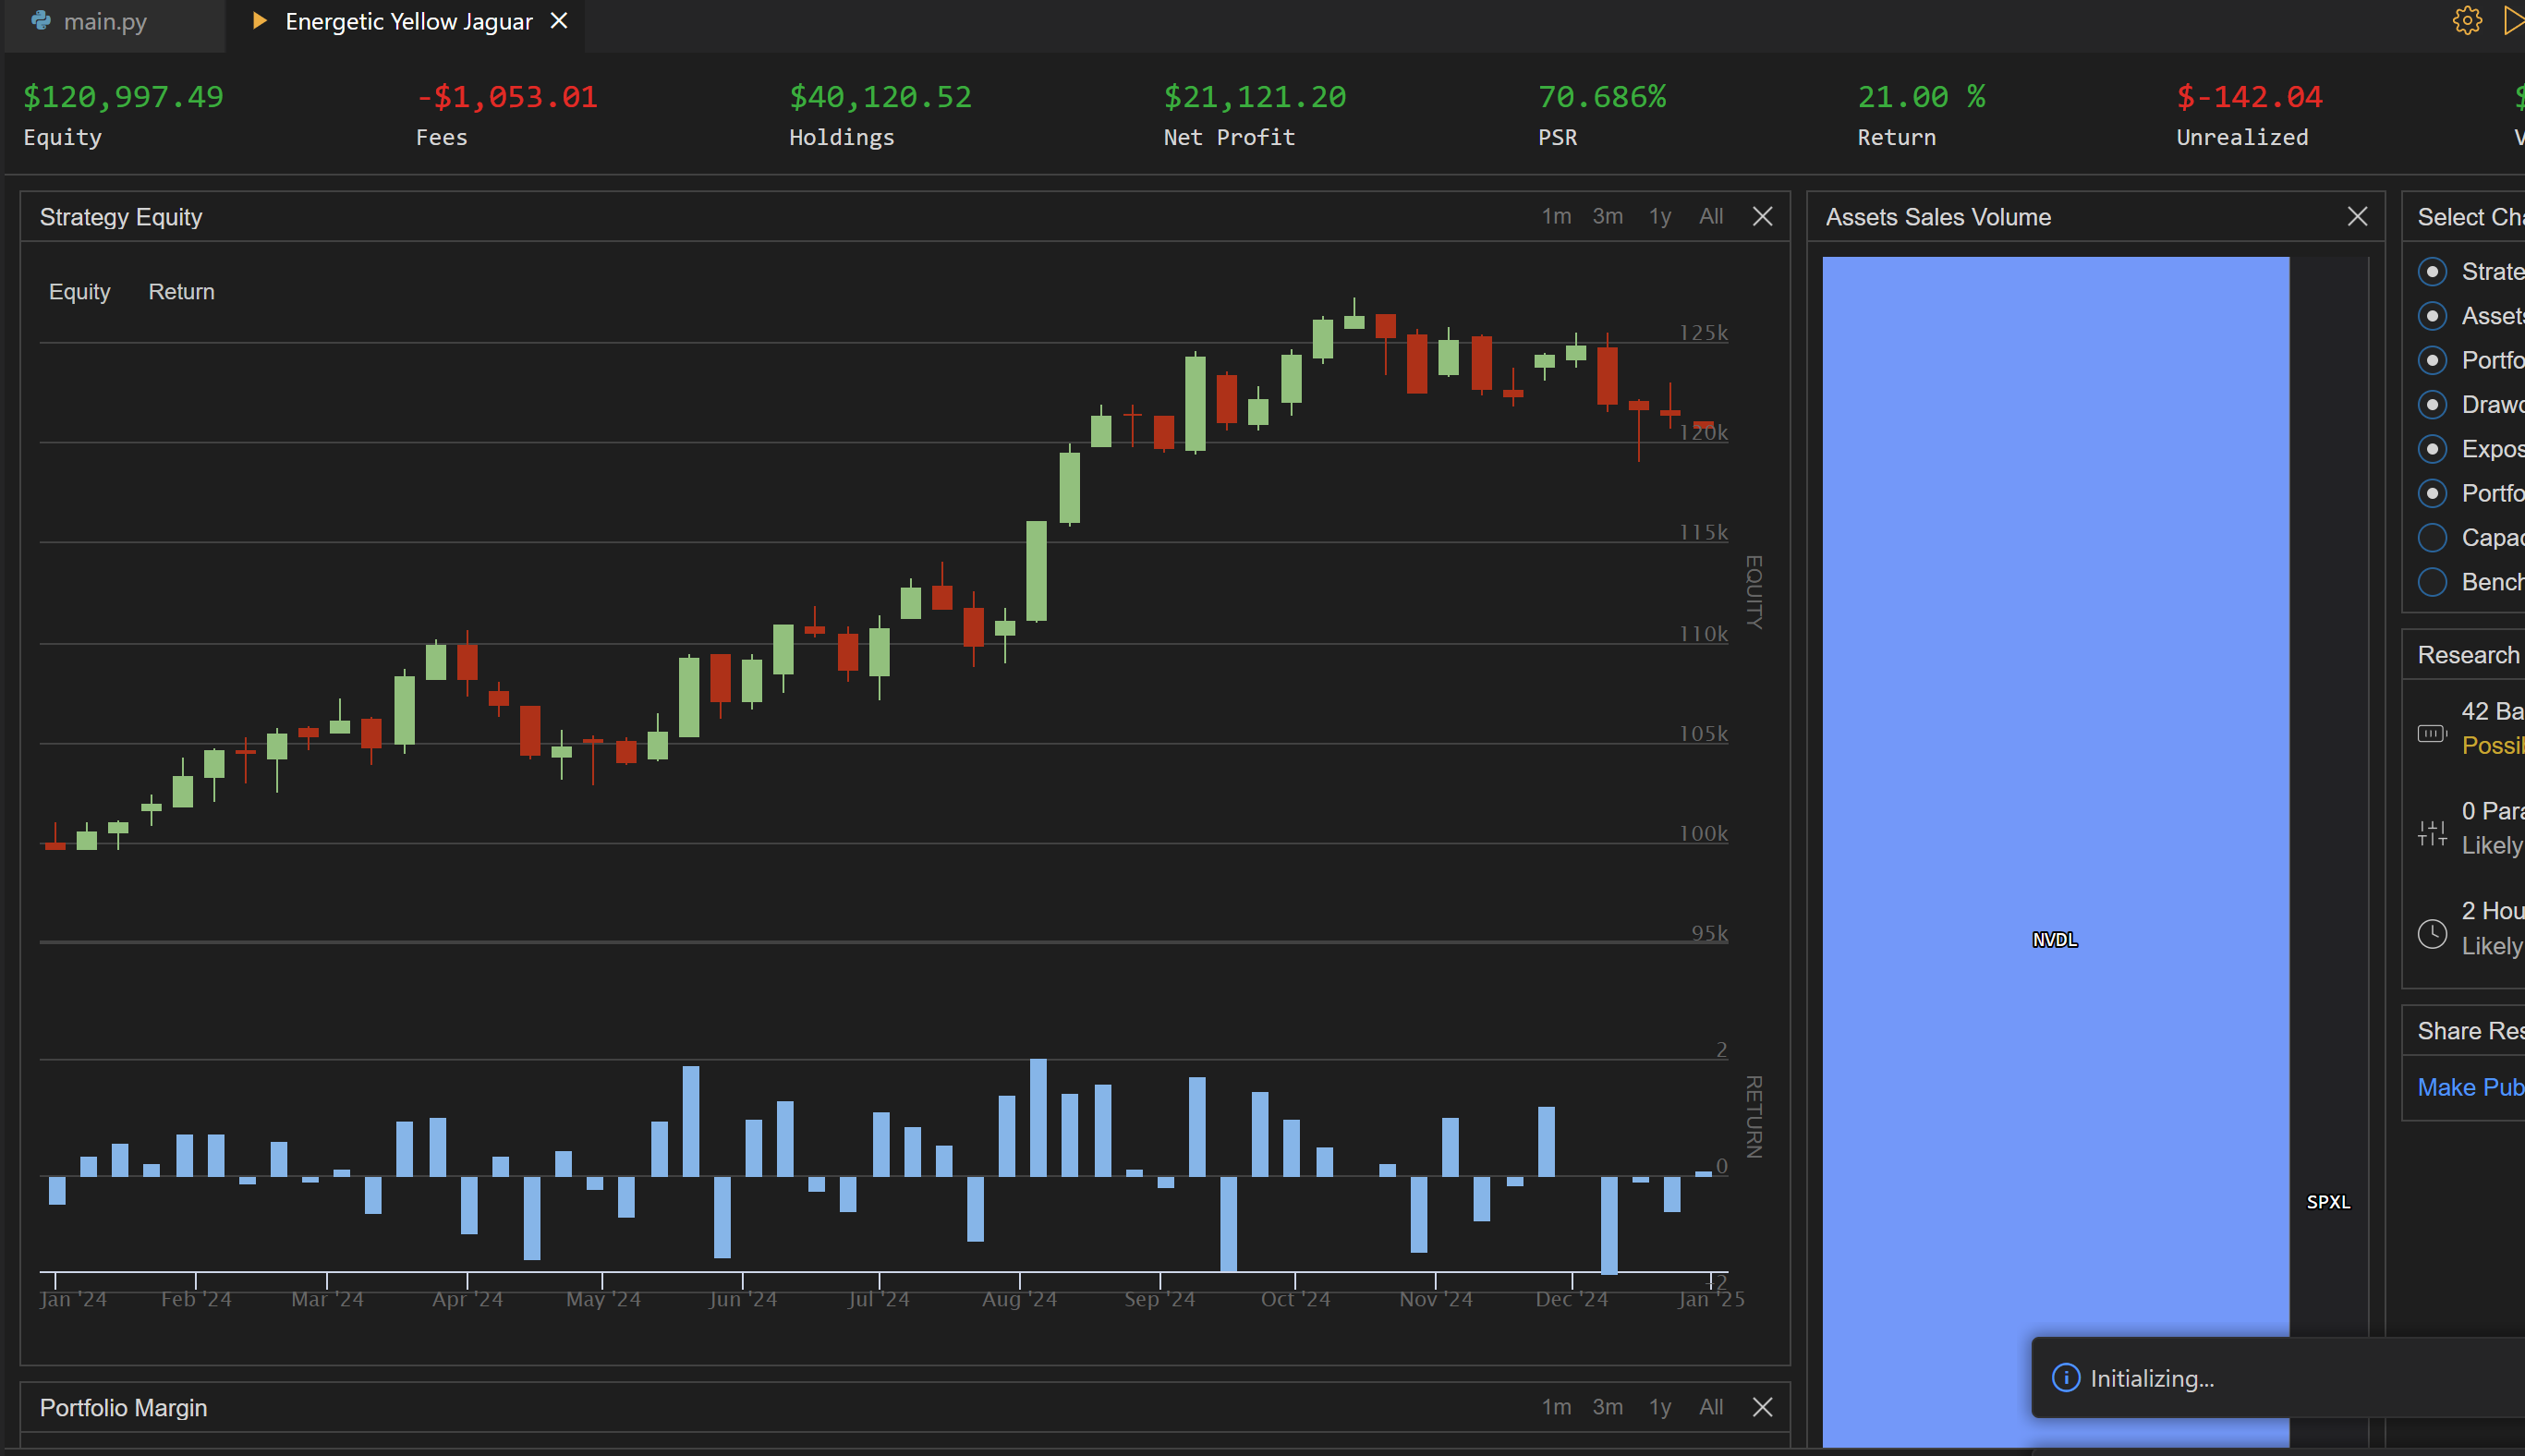 main.py
Energetic Yellow Jaguar
$120,997.49
Equity
-$1,053.01
Fees
$40,120.52
Holdings
$21,121.20
Net Profit
70.686%
PSR
21.00 %
Return
$-142.04
Unrealized
Strategy Equity
1m 3m 1y All
Equity Return
125k
120k
115k
110k
105k
100k
95k
EQUITY
2
0
-2
RETURN
Jan '24 Feb '24 Mar '24 Apr '24 May '24 Jun '24 Jul '24 Aug '24 Sep '24 Oct '24 Nov '24 Dec '24 Jan '25
Portfolio Margin
1m 3m 1y All
Assets Sales Volume
NVDL
SPXL
Select Cha
Strate
Assets
Portfo
Drawd
Expos
Portfo
Capac
Bench
Research
42 Ba
Possib
0 Para
Likely
2 Hou
Likely
Share Res
Make Pub
Initializing...